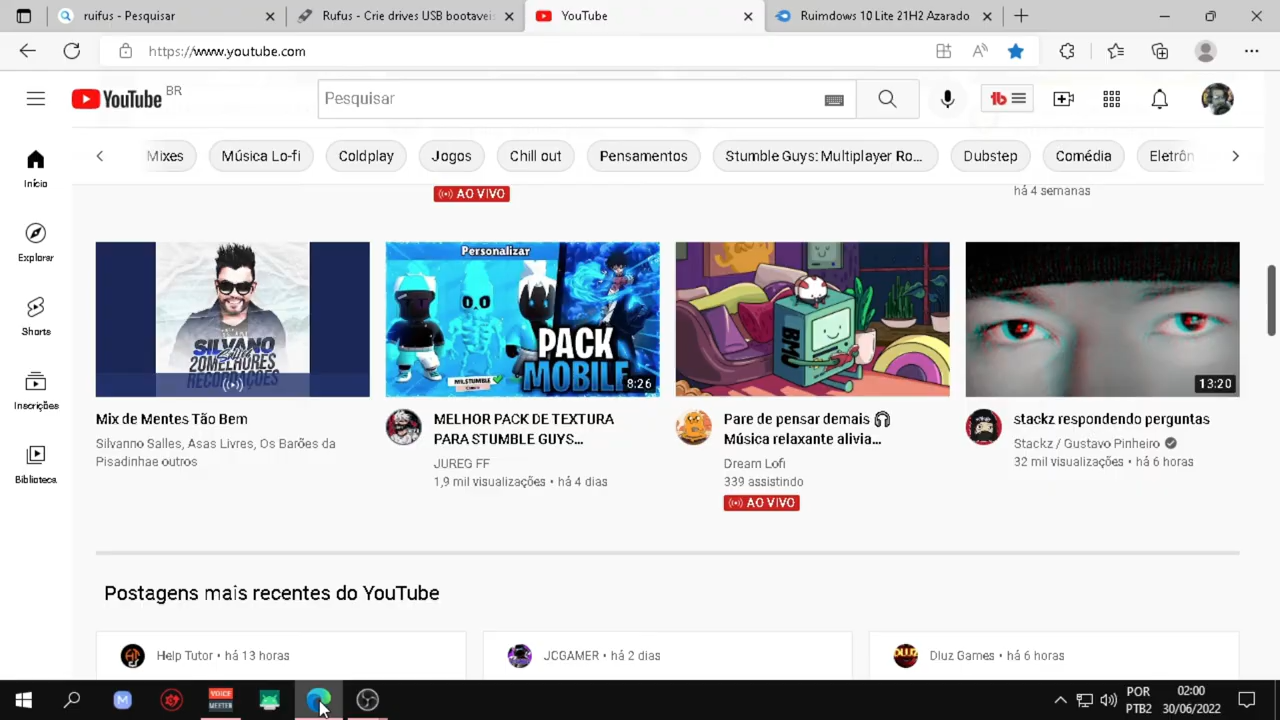 ruifus - Pesquisar
Rufus - Crie drives USB bootaveis
YouTube
Ruimdows 10 Lite 21H2 Azarado
https://www.youtube.com
YouTube
BR
Pesquisar
Mixes
Música Lo-fi
Coldplay
Jogos
Chill out
Pensamentos
Stumble Guys: Multiplayer Ro...
Dubstep
Comédia
Eletrôn
Início
Explorar
Shorts
Inscrições
Biblioteca
AO VIVO
há 4 semanas
SILVANO
Salles
20 MELHORES
RECORDAÇÕES
Mix de Mentes Tão Bem
Silvanno Salles, Asas Livres, Os Barões da
Pisadinhae outros
Personalizar
PACK
MOBILE
MILSTUMBLE
8:26
MELHOR PACK DE TEXTURA
PARA STUMBLE GUYS...
JUREG FF
1,9 mil visualizações • há 4 dias
BMO
Pare de pensar demais 🎧
Música relaxante alivia...
Dream Lofi
339 assistindo
AO VIVO
13:20
stackz respondendo perguntas
Stackz / Gustavo Pinheiro
32 mil visualizações • há 6 horas
Postagens mais recentes do YouTube
Help Tutor • há 13 horas
JCGAMER • há 2 dias
DLUZ
Dluz Games • há 6 horas
VOICE
MEETER
POR
PTB2
02:00
30/06/2022